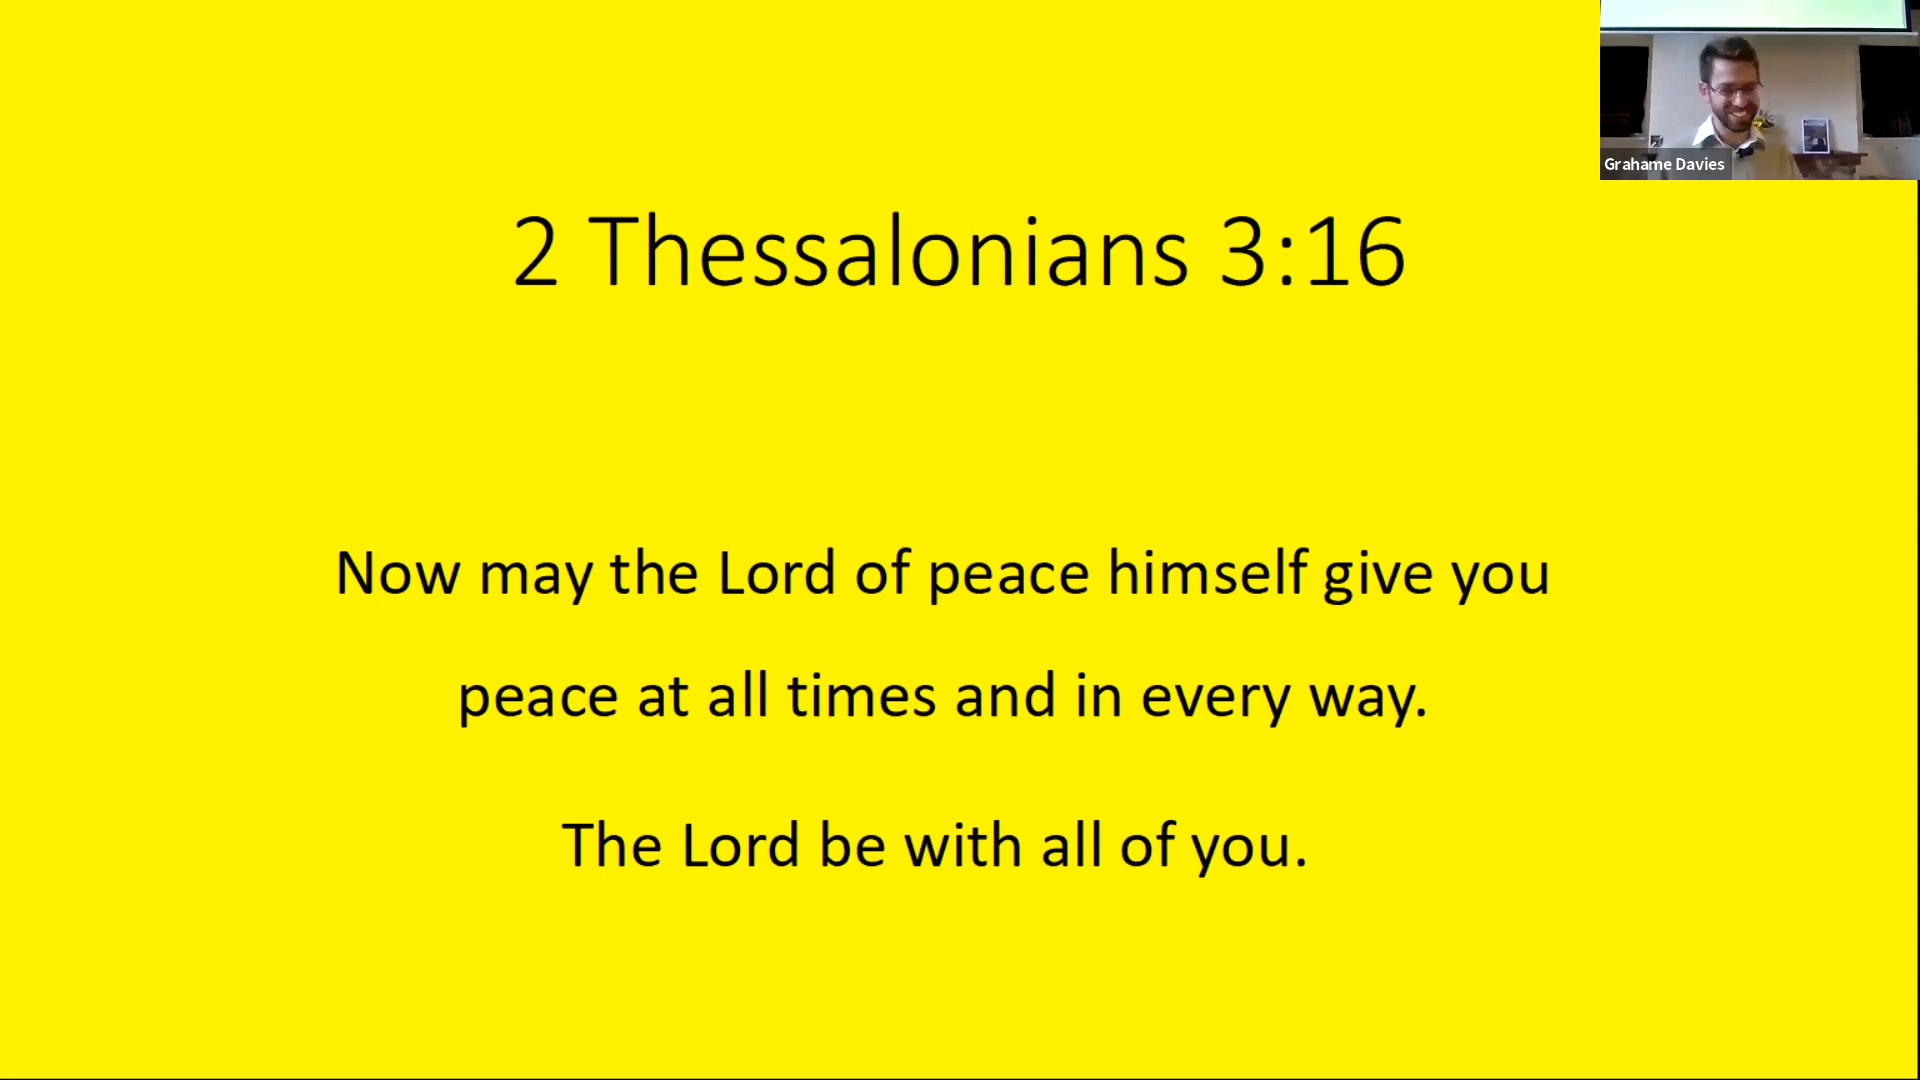 2 Thessalonians 3:16
Now may the Lord of peace himself give you
peace at all times and in every way.
The Lord be with all of you.
Grahame Davies